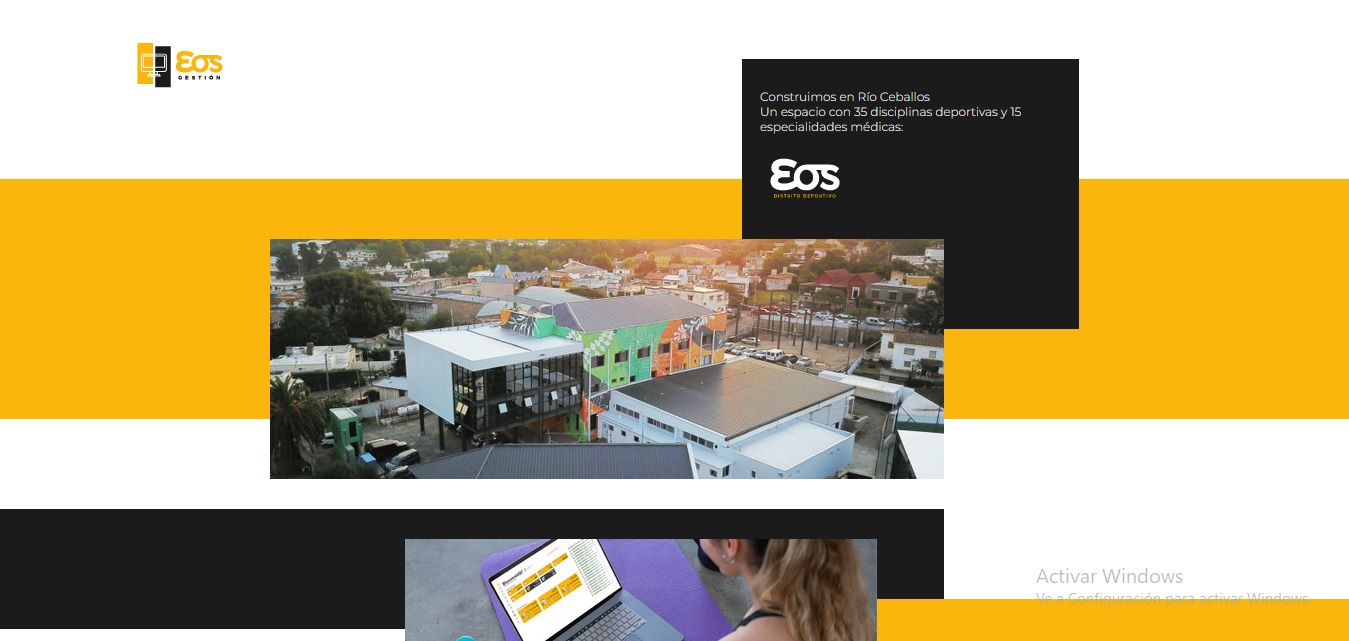 Eos
GESTIÓN
Construimos en Río Ceballos
Un espacio con 35 disciplinas deportivas y 15
especialidades médicas:
Eos
DISTRITO DEPORTIVO
Activar Windows
Ve a Configuración para activar Windows.